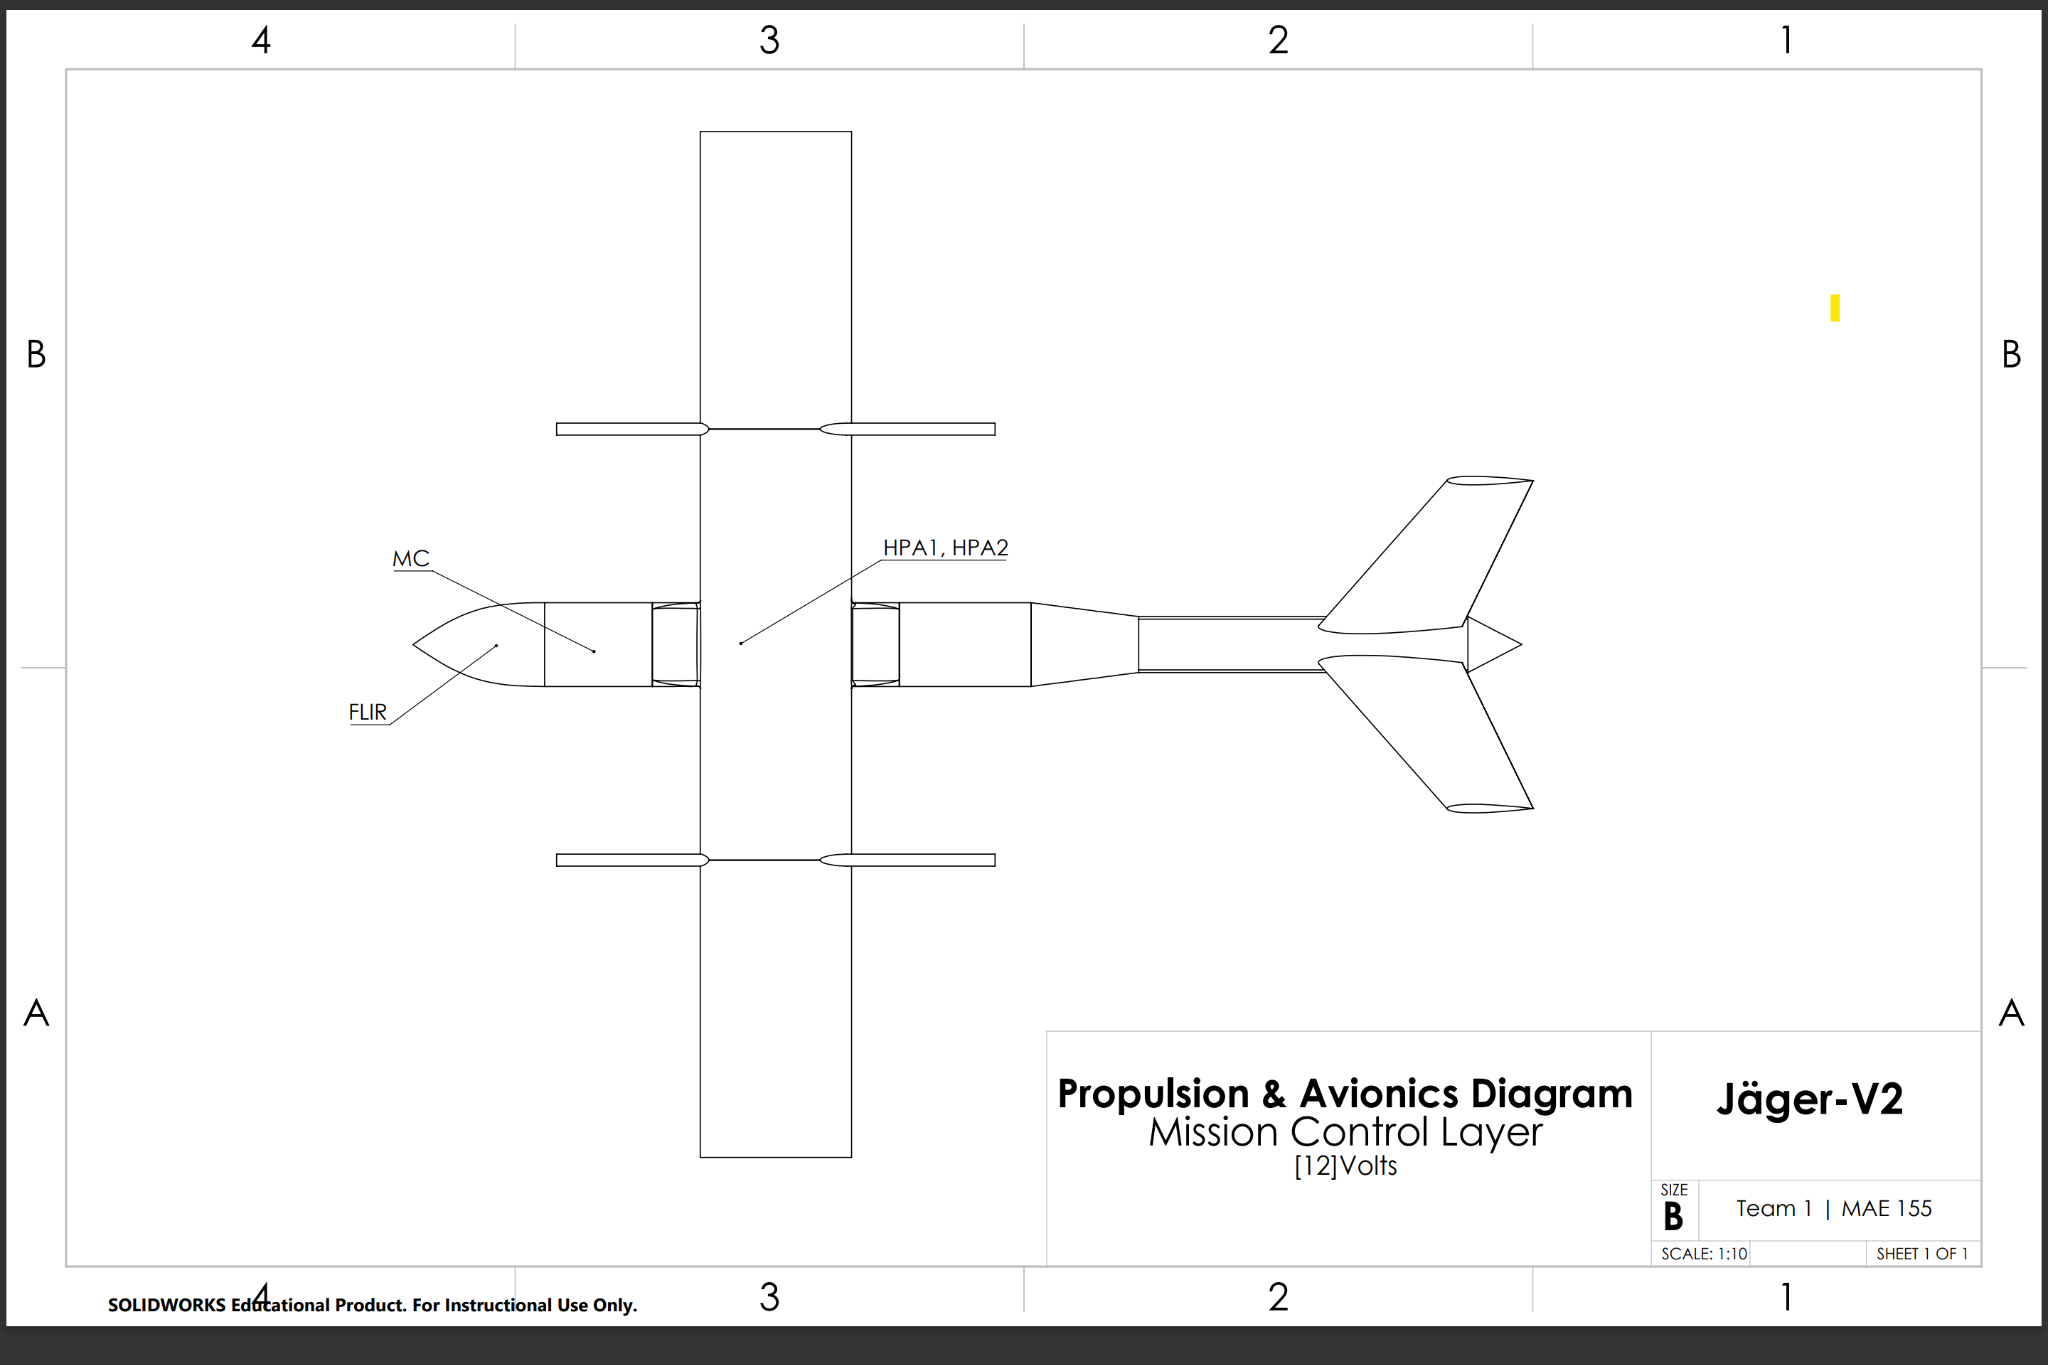 4 3 2 1
B B
HPA1, HPA2
MC
FLIR
A A
Propulsion & Avionics Diagram
Mission Control Layer
[12]Volts
Jäger-V2
SIZE
B
Team 1 | MAE 155
SCALE: 1:10
SHEET 1 OF 1
4 3 2 1
SOLIDWORKS Educational Product. For Instructional Use Only.